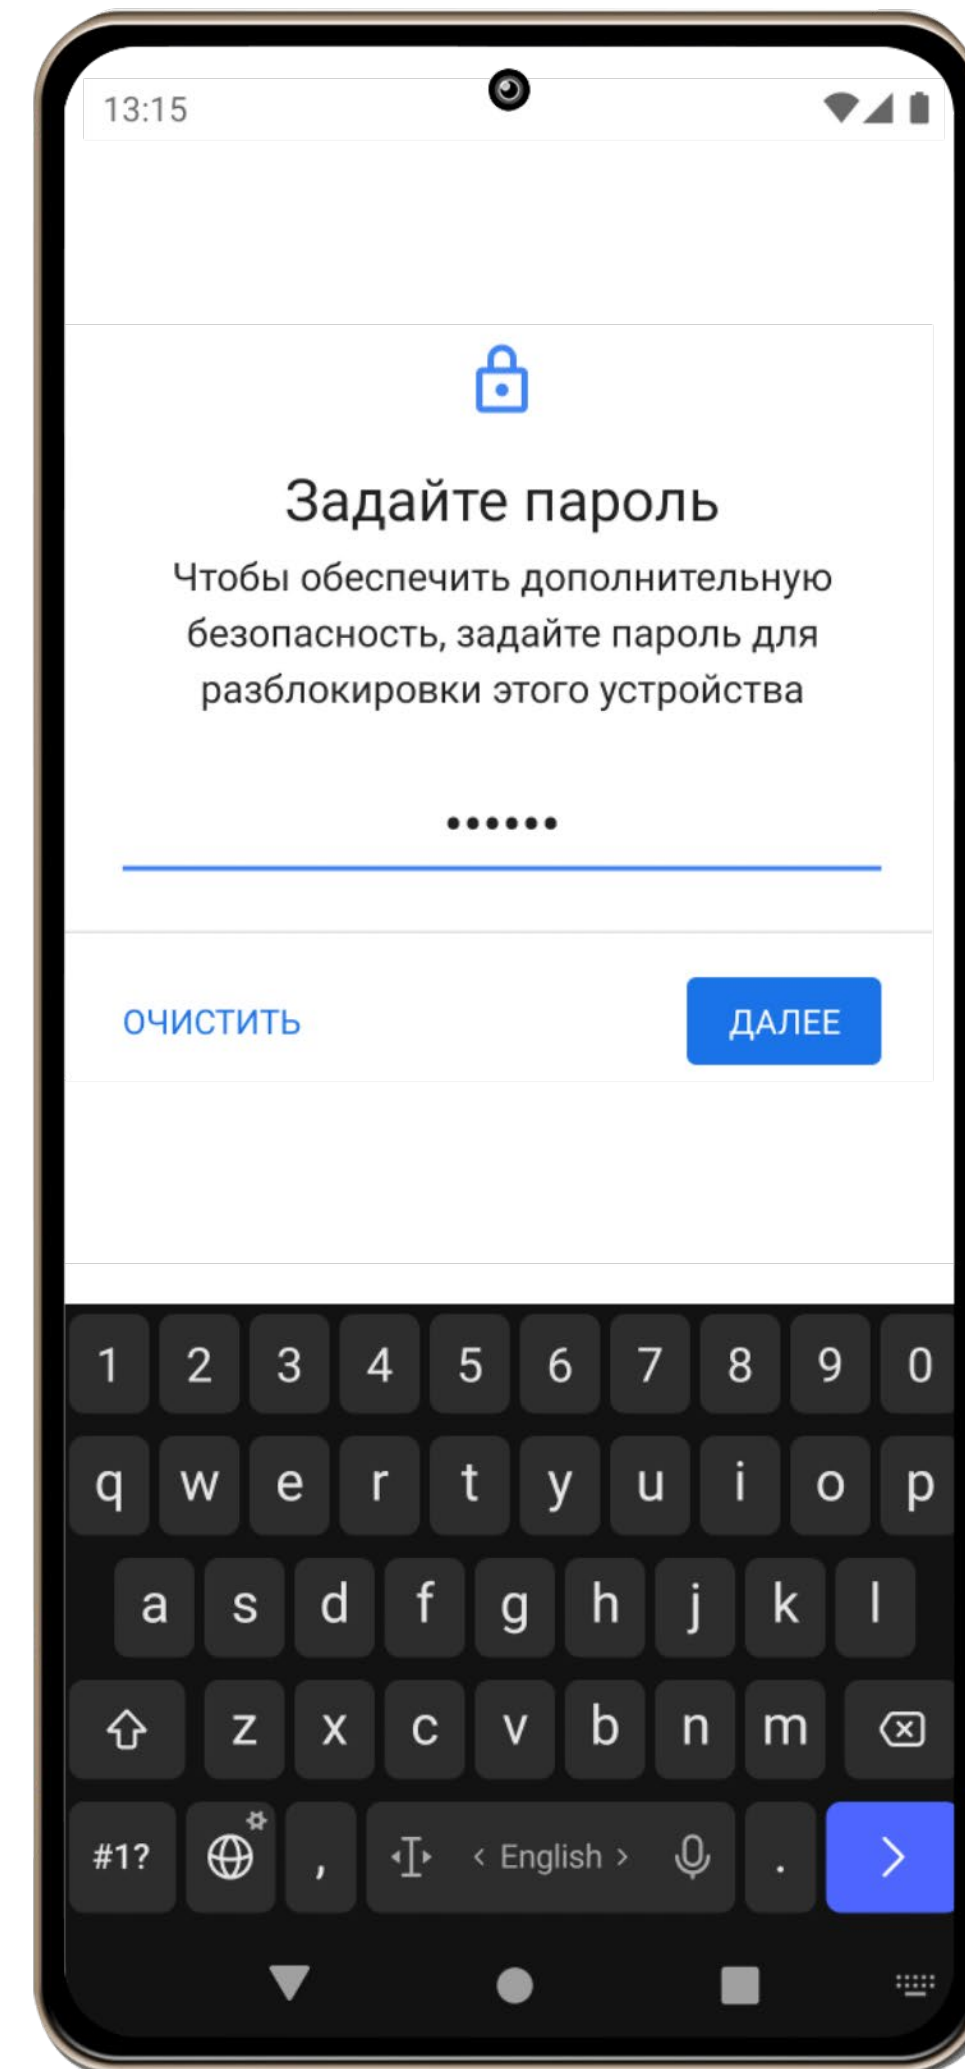 13:15
Задайте пароль
Чтобы обеспечить дополнительную
безопасность, задайте пароль для
разблокировки этого устройства
••••••
ОЧИСТИТЬ
ДАЛЕЕ
1 2 3 4 5 6 7 8 9 0
q w e r t y u i o p
a s d f g h j k l
z x c v b n m
#1? , < English > .